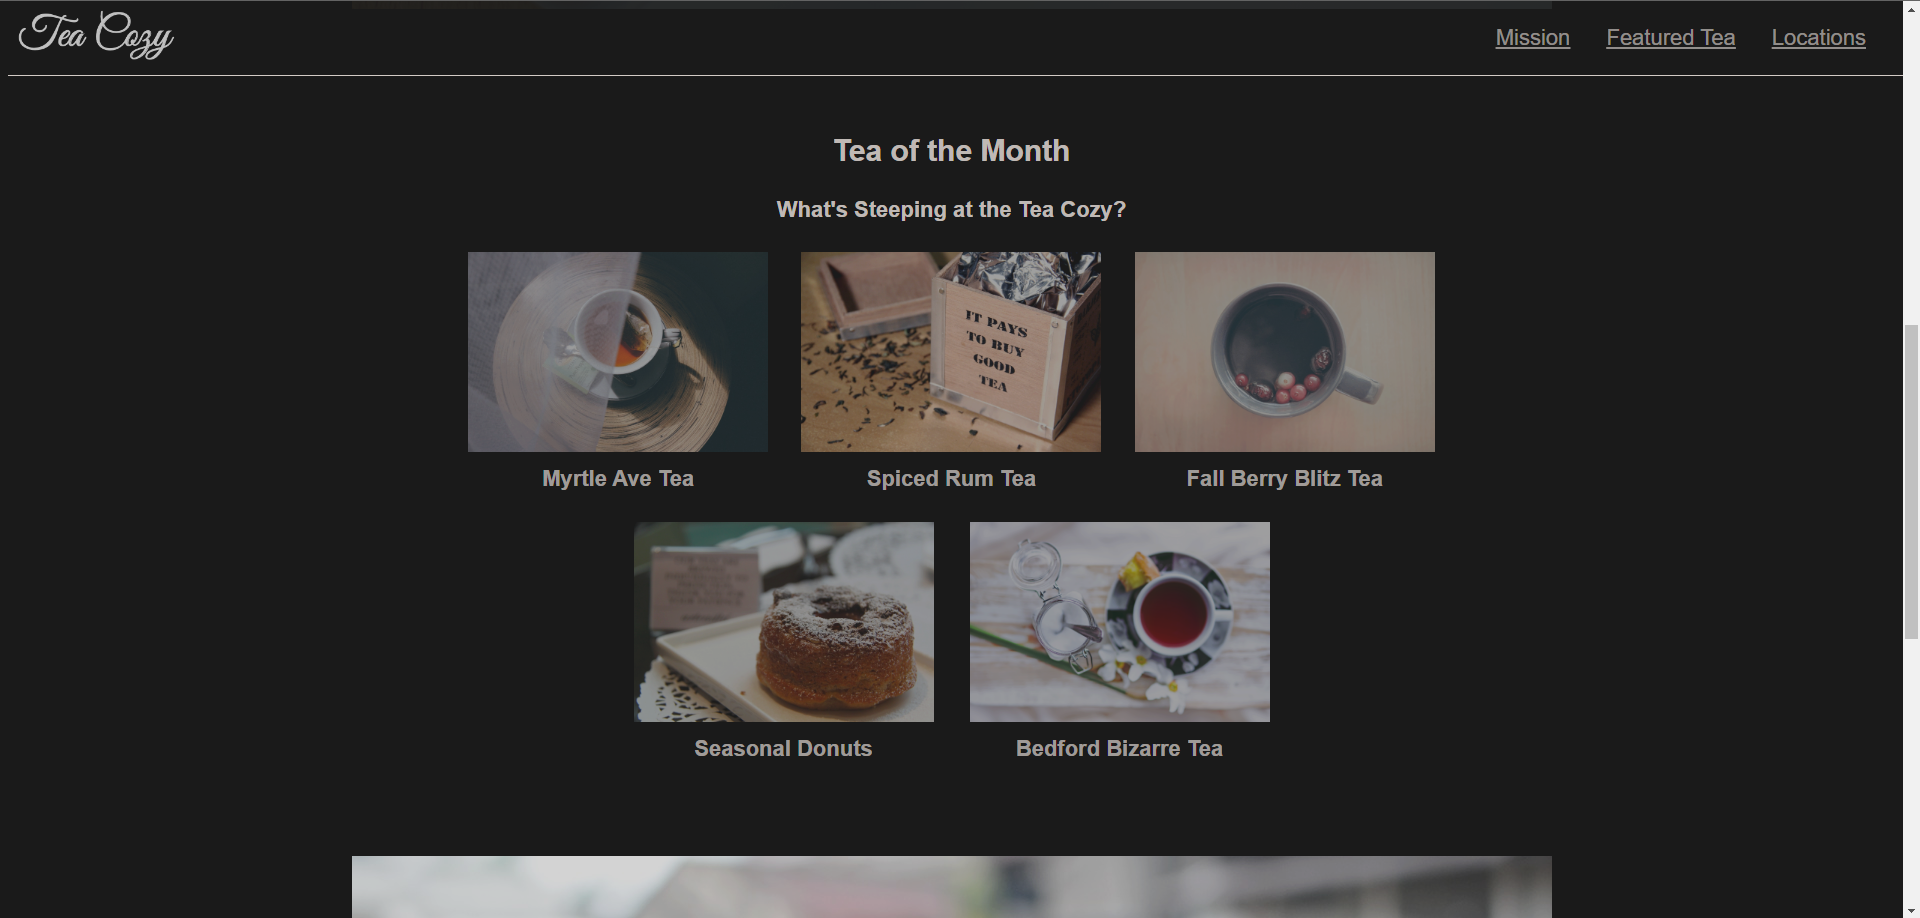 Tea Cozy
Mission Featured Tea Locations
Tea of the Month
What's Steeping at the Tea Cozy?
IT PAYS
TO BUY
GOOD
TEA
Myrtle Ave Tea
Spiced Rum Tea
Fall Berry Blitz Tea
Seasonal Donuts
Bedford Bizarre Tea